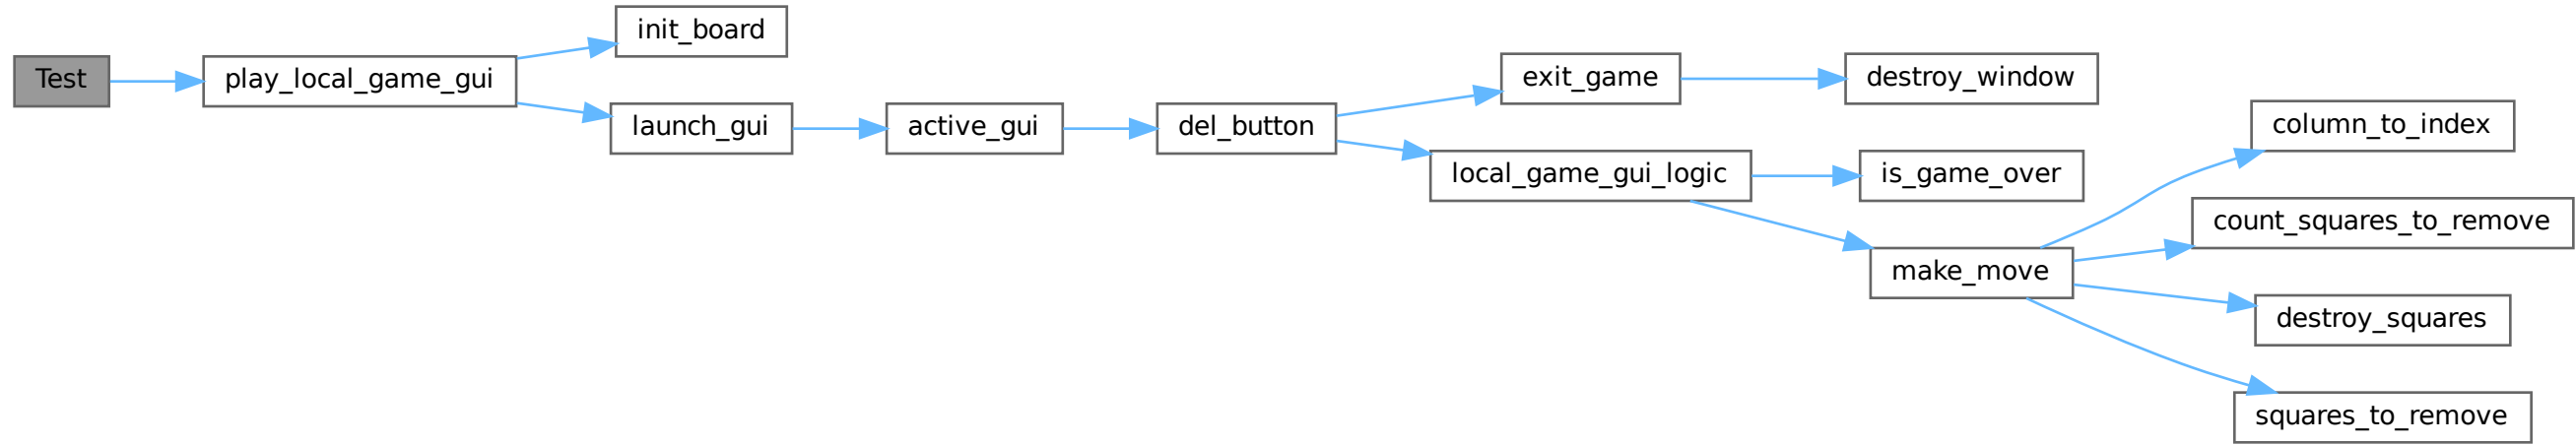 Test
play_local_game_gui
init_board
launch_gui
active_gui
del_button
exit_game
destroy_window
local_game_gui_logic
is_game_over
make_move
column_to_index
count_squares_to_remove
destroy_squares
squares_to_remove